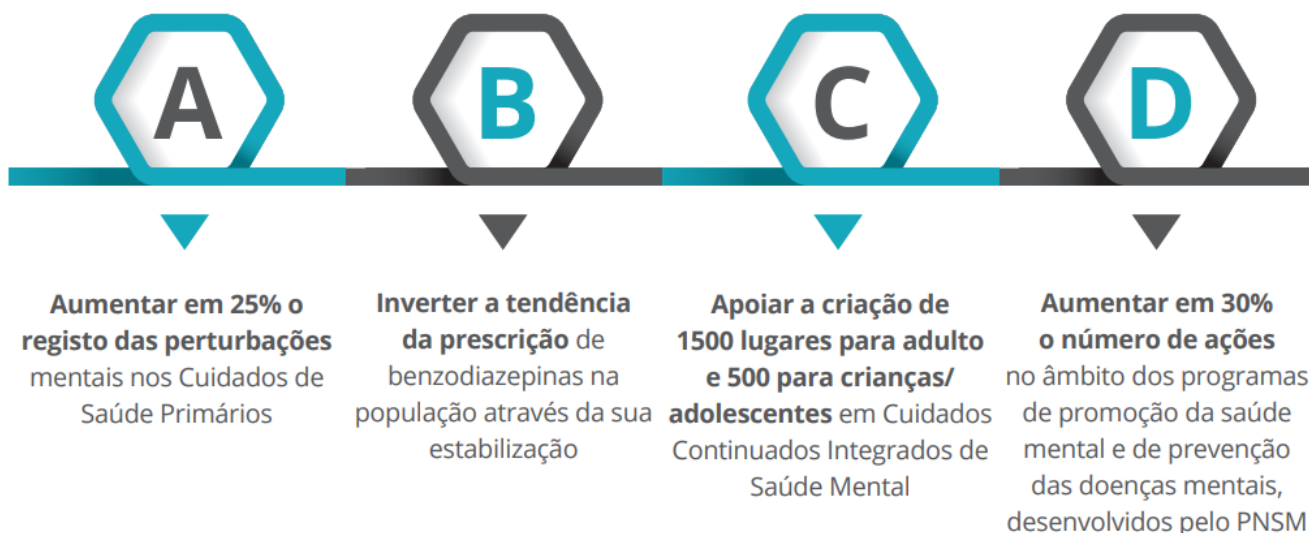 A
B
C
D
Aumentar em 25% o
registo das perturbações
mentais nos Cuidados de
Saúde Primários
Inverter a tendência
da prescrição de
benzodiazepinas na
população através da sua
estabilização
Apoiar a criação de
1500 lugares para adulto
e 500 para crianças/
adolescentes em Cuidados
Continuados Integrados de
Saúde Mental
Aumentar em 30%
o número de ações
no âmbito dos programas
de promoção da saúde
mental e de prevenção
das doenças mentais,
desenvolvidos pelo PNSM